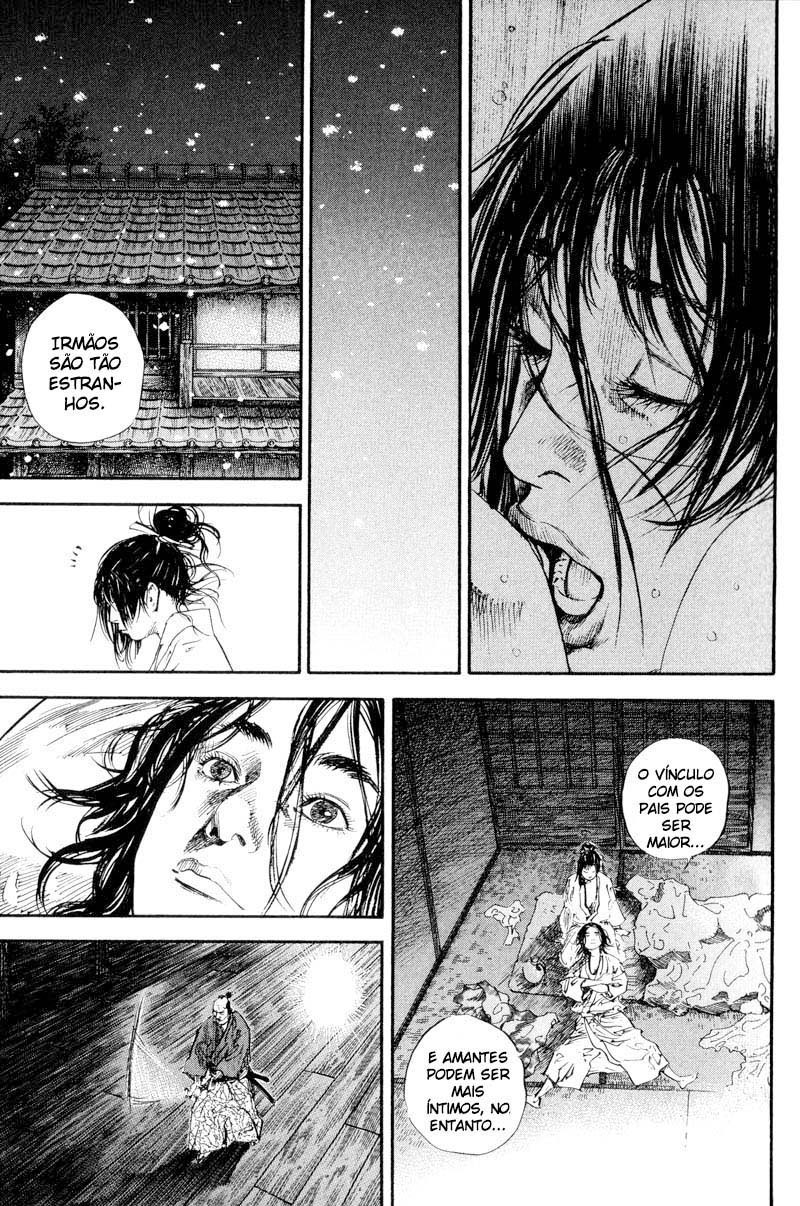 IRMÃOS
SÃO TÃO
ESTRAN-
HOS.
O VÍNCULO
COM OS
PAIS PODE
SER
MAIOR...
E AMANTES
PODEM SER
MAIS
ÍNTIMOS, NO
ENTANTO...